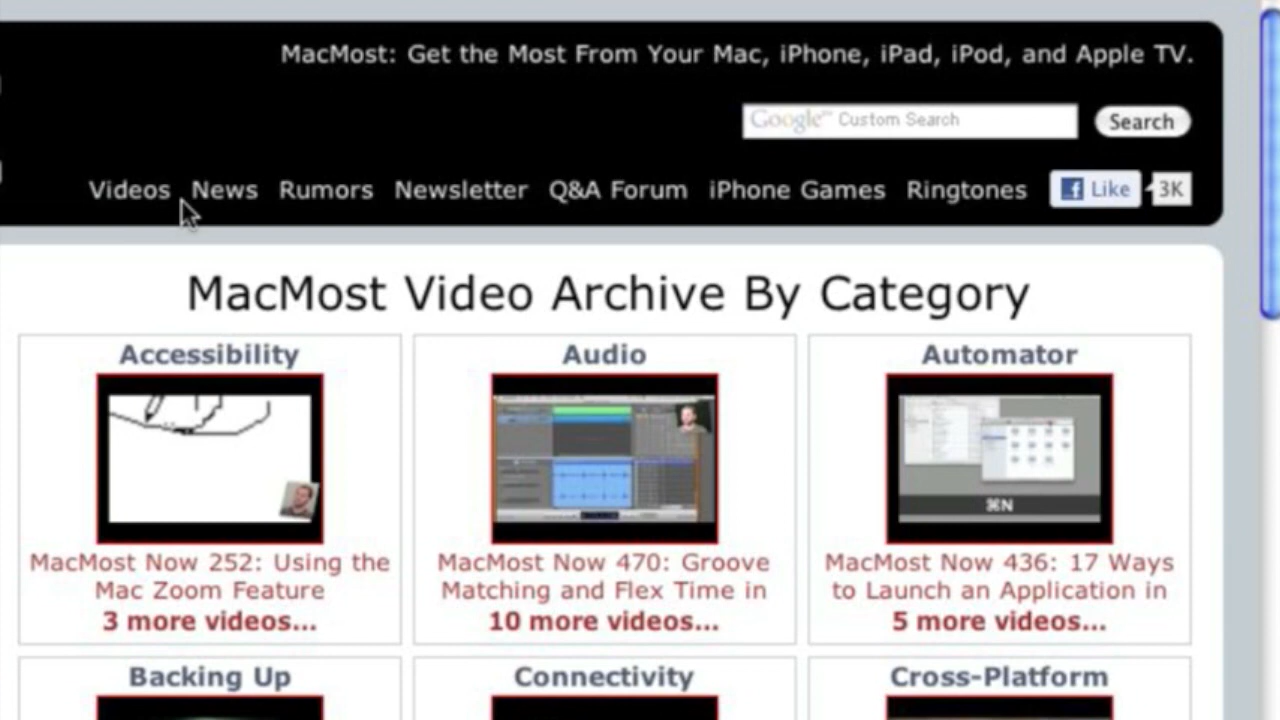 MacMost: Get the Most From Your Mac, iPhone, iPad, iPod, and Apple TV.
Google™ Custom Search
Search
Videos News Rumors Newsletter Q&A Forum iPhone Games Ringtones Like 3K
MacMost Video Archive By Category
Accessibility Audio Automator
⌘N
MacMost Now 252: Using the MacMost Now 470: Groove MacMost Now 436: 17 Ways
Mac Zoom Feature Matching and Flex Time in to Launch an Application in
3 more videos... 10 more videos... 5 more videos...
Backing Up Connectivity Cross-Platform